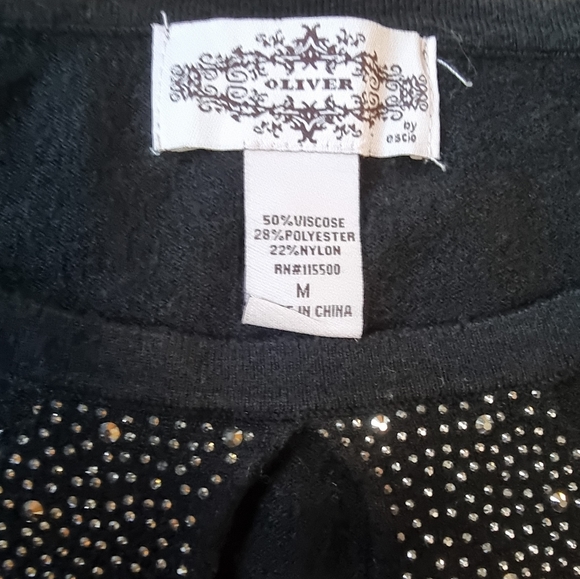 OLIVER
by
escio
50%VISCOSE
28%POLYESTER
22%NYLON
RN#115500
M
IN CHINA